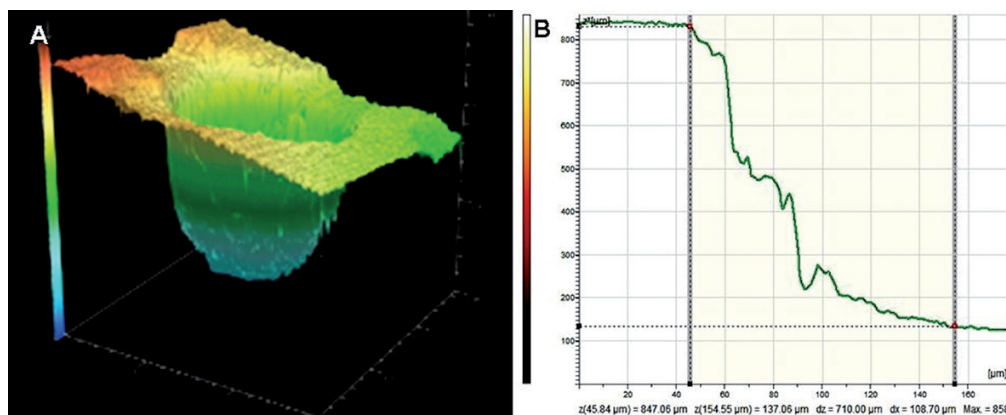 A
B
z*[µm]
800
700
600
500
400
300
200
100
20 40 60 80 100 120 140 160
[µm]
z(45.84 µm) = 847.06 µm z(154.55 µm) = 137.06 µm dz = 710.00 µm dx = 108.70 µm Max. = 85